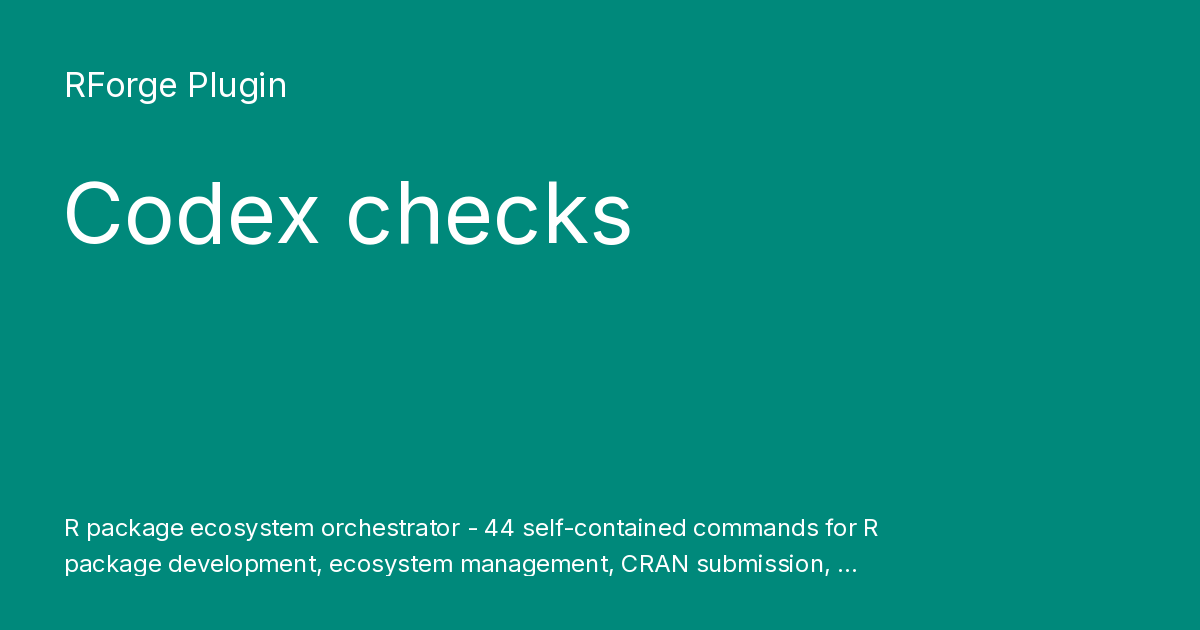 RForge Plugin
Codex checks
R package ecosystem orchestrator - 44 self-contained commands for R
package development, ecosystem management, CRAN submission, ...